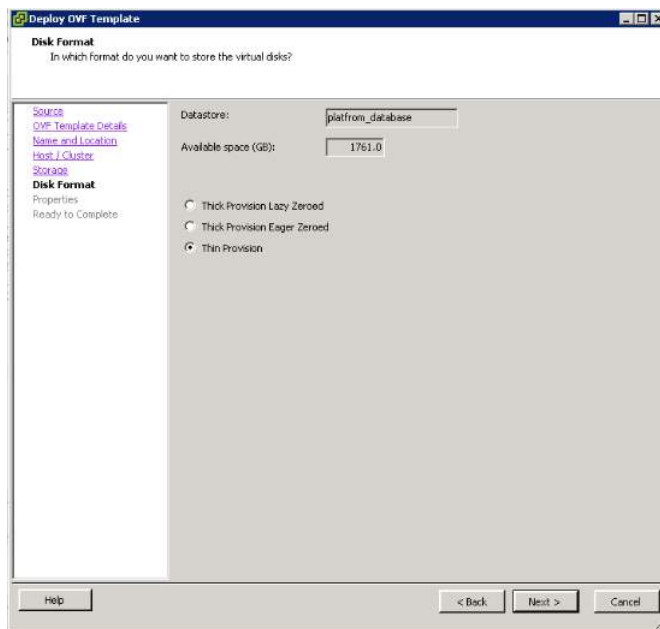 Deploy OVF Template
Disk Format
In which format do you want to store the virtual disks?
Source
OVF Template Details
Name and Location
Host / Cluster
Storage
Disk Format
Properties
Ready to Complete
Datastore:
platfrom_database
Available space (GB):
1761.0
Thick Provision Lazy Zeroed
Thick Provision Eager Zeroed
Thin Provision
Help
< Back
Next >
Cancel